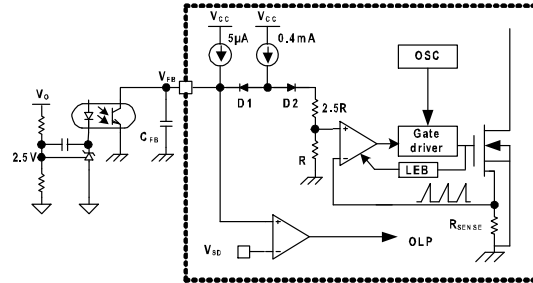 VCC VCC
5µA 0.4mA
OSC
VFB
D1 D2
VO
2.5R
Gate
driver
CFB
R
2.5V
LEB
RSENSE
VSD
OLP
+
−
+
−